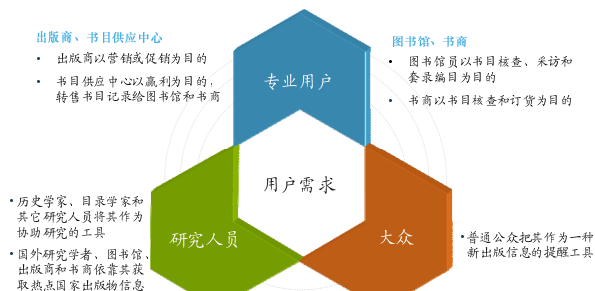 出版商、书目供应中心
• 出版商以营销或促销为目的
• 书目供应中心以赢利为目的,
转售书目记录给图书馆和书商
图书馆、书商
• 图书馆员以书目核查、采访和
套录编目为目的
• 书商以书目核查和订货为目的
专业用户
用户需求
研究人员
大众
• 历史学家、目录学家和
其它研究人员将其作为
协助研究的工具
• 国外研究学者、图书馆、
出版商和书商依靠其获
取热点国家出版物信息
• 普通公众把其作为一种
新出版信息的提醒工具